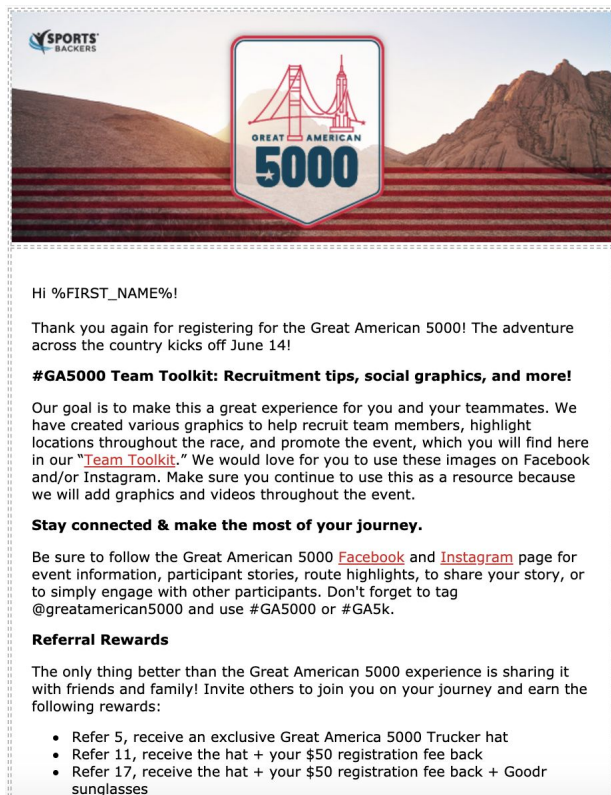 SPORTS
BACKERS
GREAT AMERICAN
5000
Hi %FIRST_NAME%!
Thank you again for registering for the Great American 5000! The adventure
across the country kicks off June 14!
#GA5000 Team Toolkit: Recruitment tips, social graphics, and more!
Our goal is to make this a great experience for you and your teammates. We
have created various graphics to help recruit team members, highlight
locations throughout the race, and promote the event, which you will find here
in our “Team Toolkit.” We would love for you to use these images on Facebook
and/or Instagram. Make sure you continue to use this as a resource because
we will add graphics and videos throughout the event.
Stay connected & make the most of your journey.
Be sure to follow the Great American 5000 Facebook and Instagram page for
event information, participant stories, route highlights, to share your story, or
to simply engage with other participants. Don't forget to tag
@greatamerican5000 and use #GA5000 or #GA5k.
Referral Rewards
The only thing better than the Great American 5000 experience is sharing it
with friends and family! Invite others to join you on your journey and earn the
following rewards:
• Refer 5, receive an exclusive Great America 5000 Trucker hat
• Refer 11, receive the hat + your $50 registration fee back
• Refer 17, receive the hat + your $50 registration fee back + Goodr
sunglasses